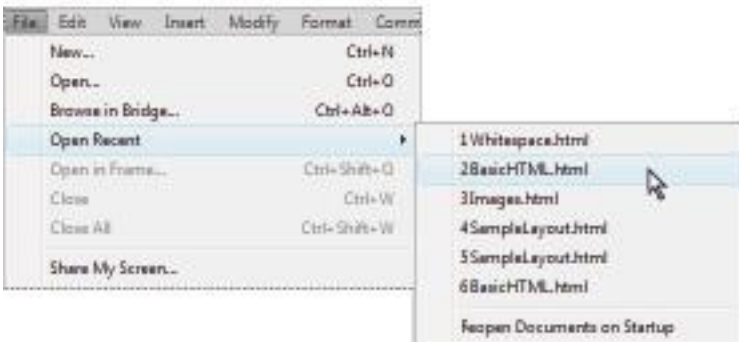 File Edit View Insert Modify Format Comm
New... Ctrl+N
Open... Ctrl+O
Browse in Bridge... Ctrl+Alt+O
Open Recent
Open in Frame... Ctrl+Shift+O
Close Ctrl+W
Close All Ctrl+Shift+W
Share My Screen...
1 Whitespace.html
2 BasicHTML.html
3 Images.html
4 SampleLayout.html
5 SampleLayout.html
6 BasicHTML.html
Reopen Documents on Startup